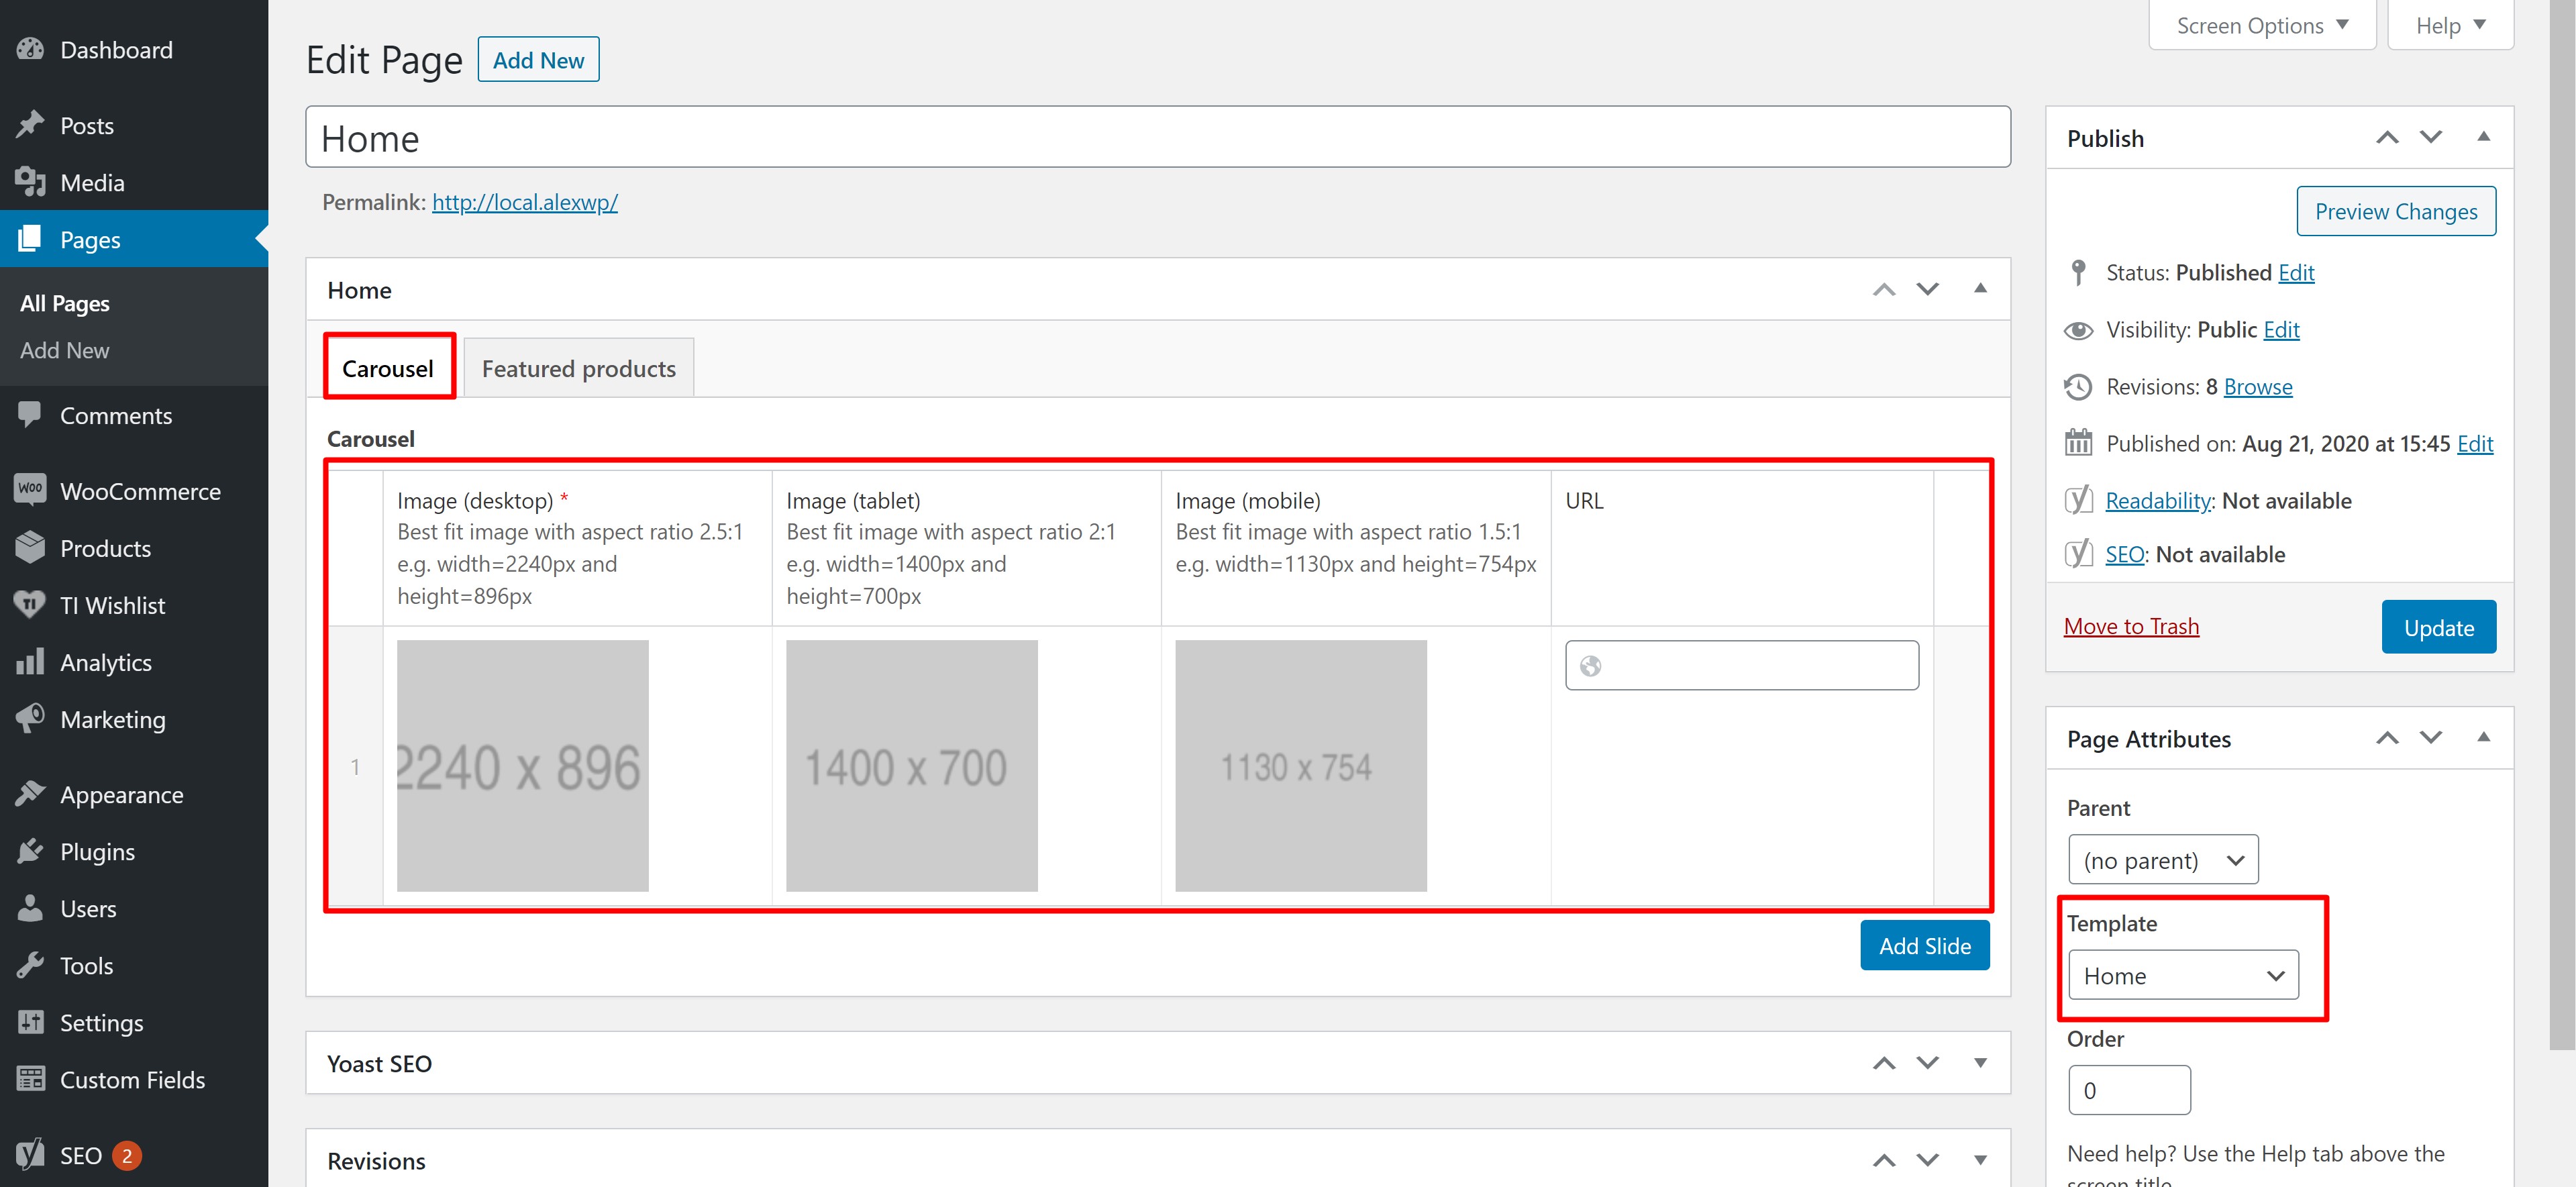 Dashboard
Posts
Media
Pages
All Pages
Add New
Comments
Woo WooCommerce
Products
TI TI Wishlist
Analytics
Marketing
Appearance
Plugins
Users
Tools
Settings
Custom Fields
SEO 2
Screen Options Help
Edit Page Add New
Home
Permalink: http://local.alexwp/
Home
Carousel Featured products
Carousel
Image (desktop) *
Best fit image with aspect ratio 2.5:1
e.g. width=2240px and
height=896px
Image (tablet)
Best fit image with aspect ratio 2:1
e.g. width=1400px and
height=700px
Image (mobile)
Best fit image with aspect ratio 1.5:1
e.g. width=1130px and height=754px
URL
1
2240 x 896
1400 x 700
1130 x 754
Add Slide
Yoast SEO
Revisions
Publish
Preview Changes
Status: Published Edit
Visibility: Public Edit
Revisions: 8 Browse
Published on: Aug 21, 2020 at 15:45 Edit
Readability: Not available
SEO: Not available
Move to Trash Update
Page Attributes
Parent
(no parent)
Template
Home
Order
0
Need help? Use the Help tab above the
screen title